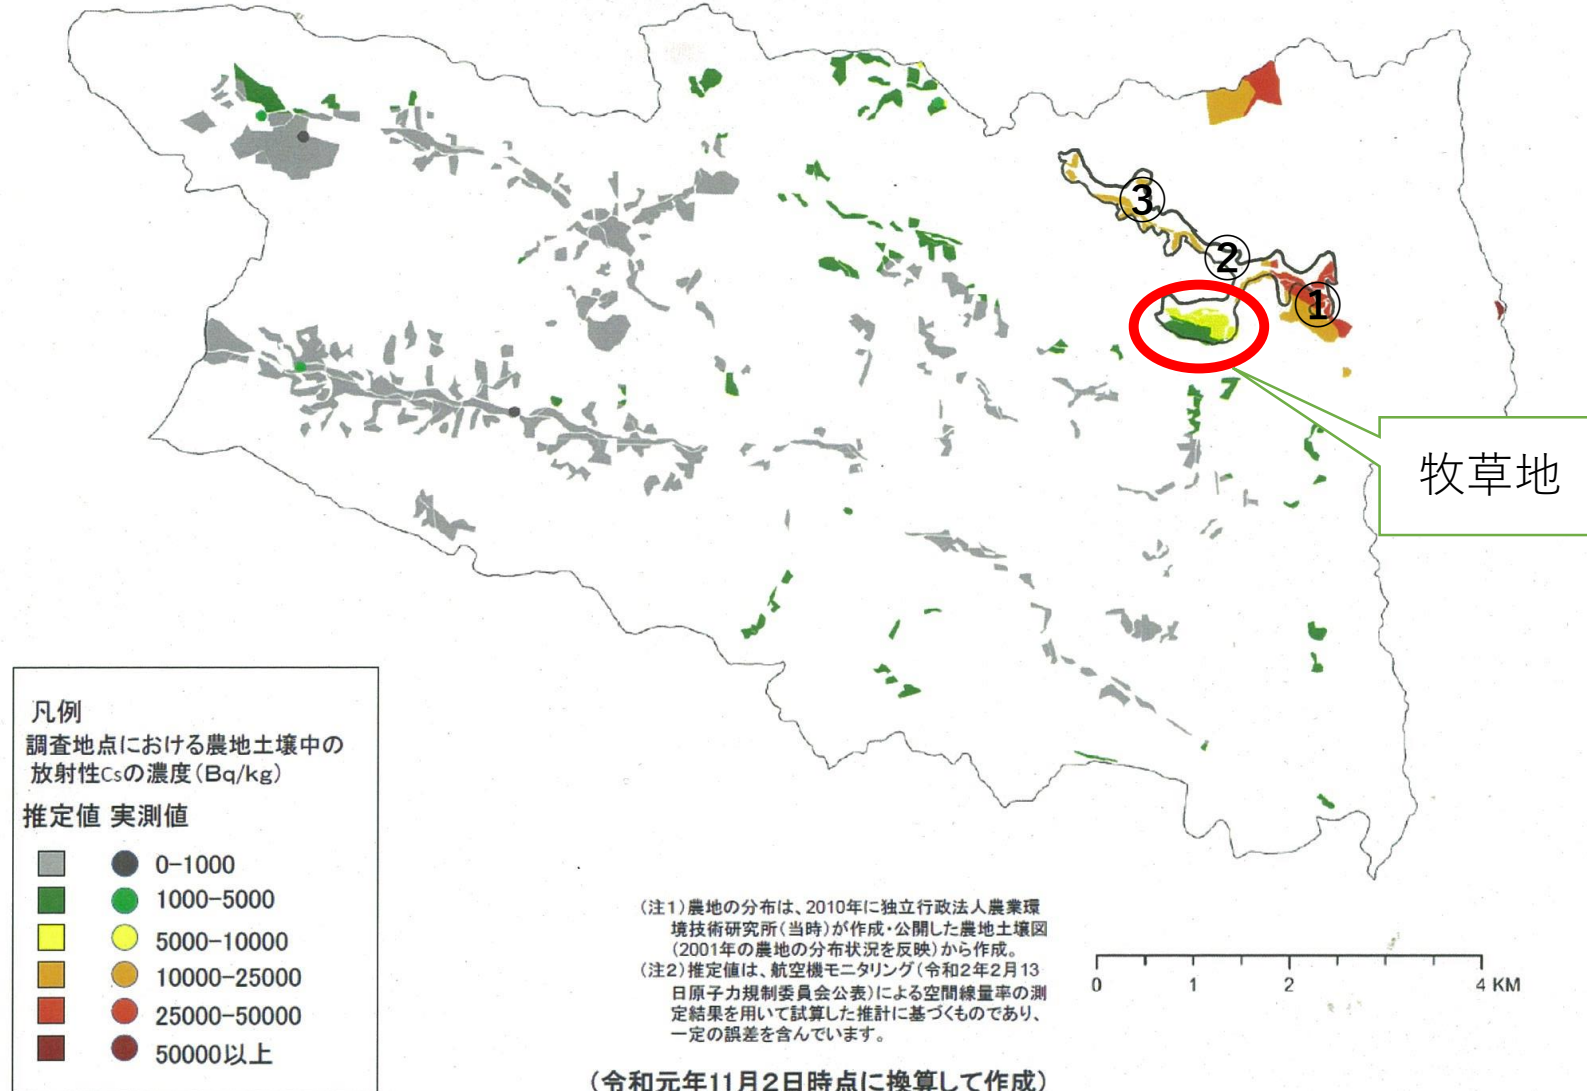 ③
②
①
牧草地
凡例
調査地点における農地土壌中の
放射性Csの濃度(Bq/kg)
推定値 実測値
0-1000
1000-5000
5000-10000
10000-25000
25000-50000
50000以上
(注1)農地の分布は、2010年に独立行政法人農業環
境技術研究所(当時)が作成・公開した農地土壌図
(2001年の農地の分布状況を反映)から作成。
(注2)推定値は、航空機モニタリング(令和2年2月13
日原子力規制委員会公表)による空間線量率の測
定結果を用いて試算した推計に基づくものであり、
一定の誤差を含んでいます。
0 1 2 4 KM
(令和元年11月2日時点に換算して作成)